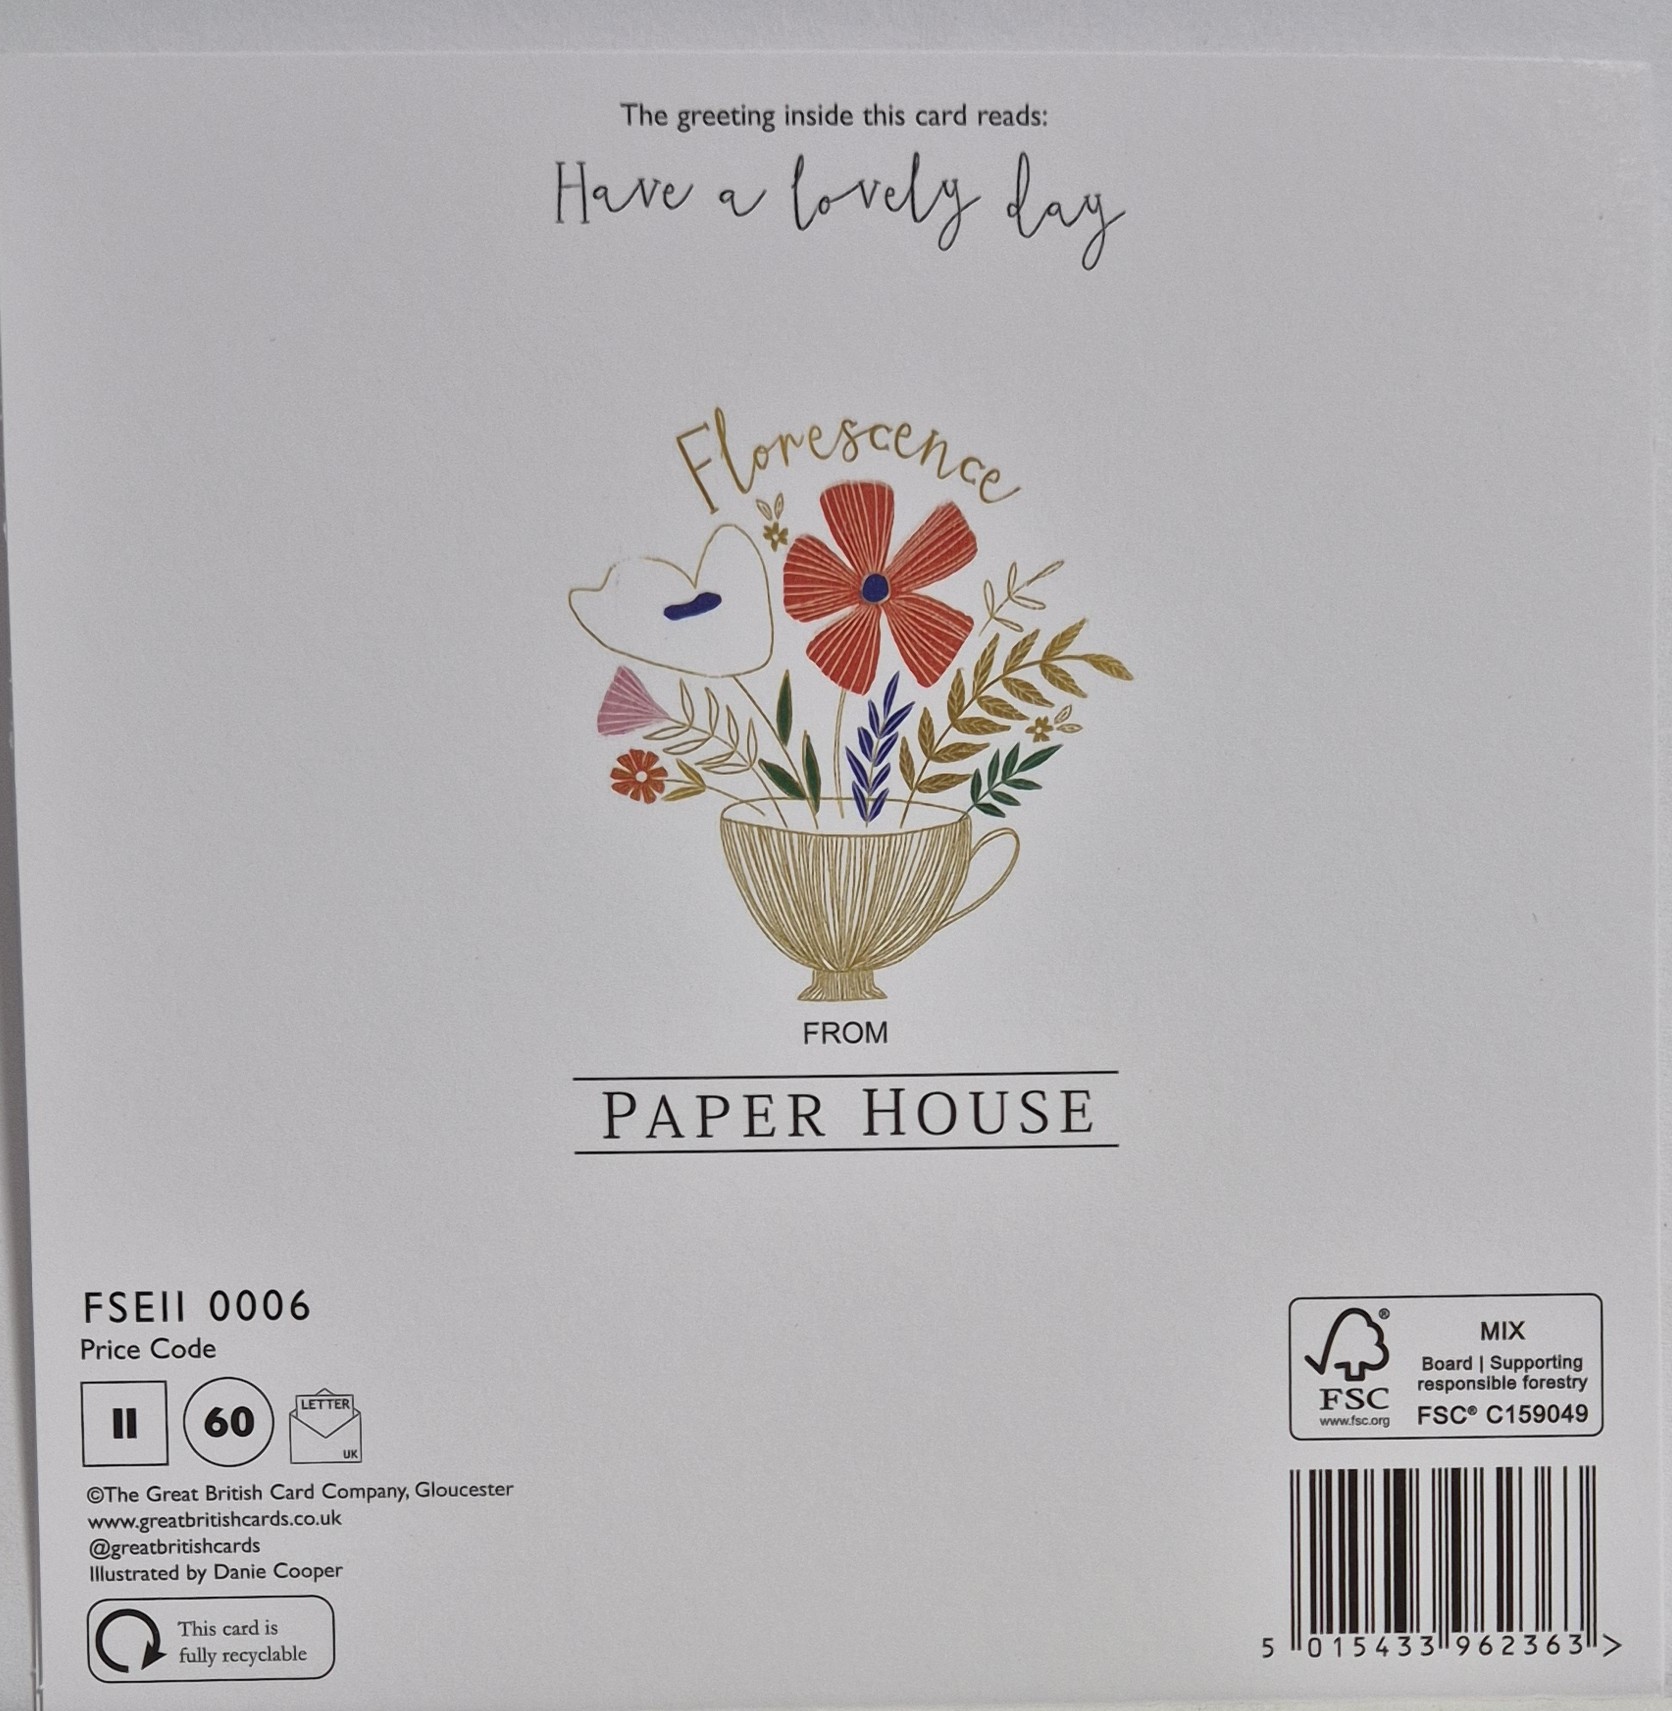 The greeting inside this card reads:
Have a lovely day
Florescence
FROM
PAPER HOUSE
FSE11 0006
Price Code
11
60
LETTER
UK
©The Great British Card Company, Gloucester
www.greatbritishcards.co.uk
@greatbritishcards
Illustrated by Danie Cooper
This card is
fully recyclable
®
FSC
www.fsc.org
MIX
Board | Supporting
responsible forestry
FSC® C159049
5 015433 962363 >